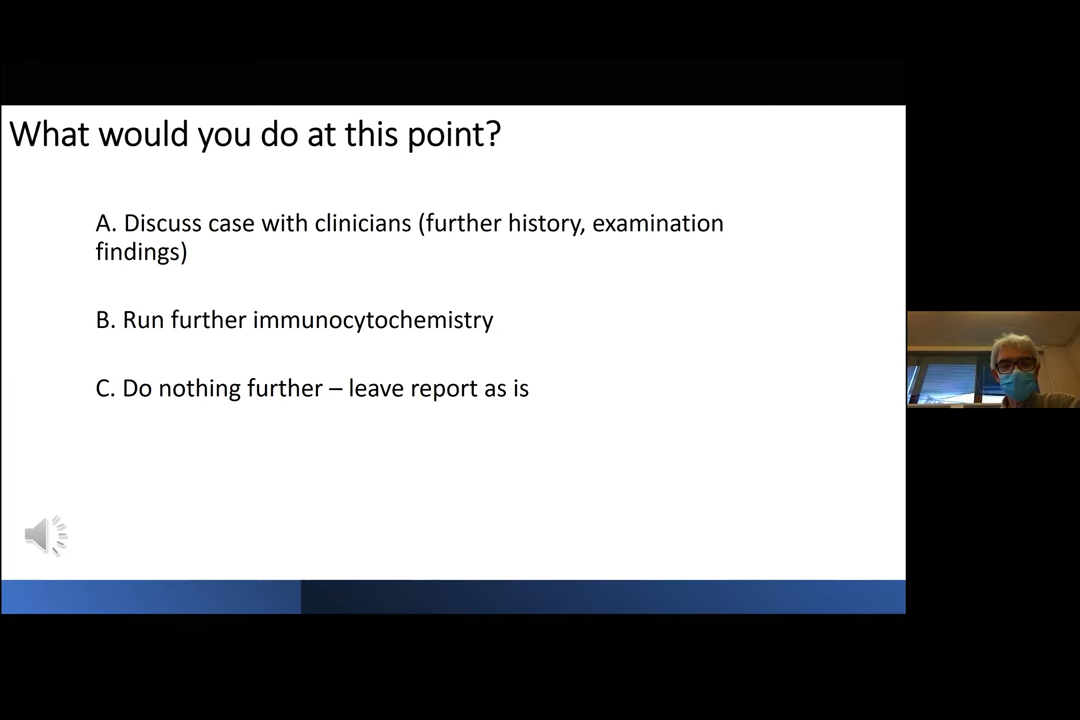 What would you do at this point?
A. Discuss case with clinicians (further history, examination
findings)
B. Run further immunocytochemistry
C. Do nothing further – leave report as is